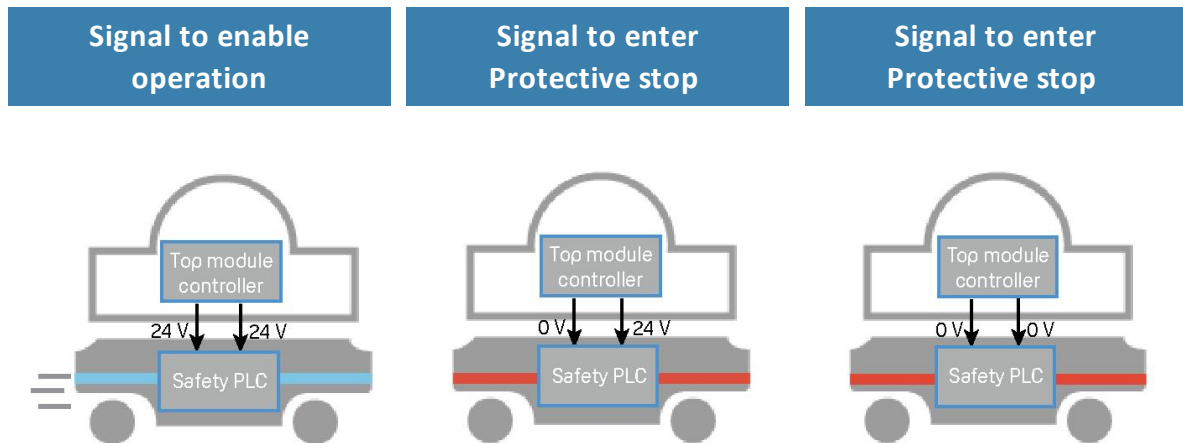 Signal to enable
operation
Signal to enter
Protective stop
Signal to enter
Protective stop
Top module
controller
24 V
24 V
Safety PLC
Top module
controller
0 V
24 V
Safety PLC
Top module
controller
0 V
0 V
Safety PLC